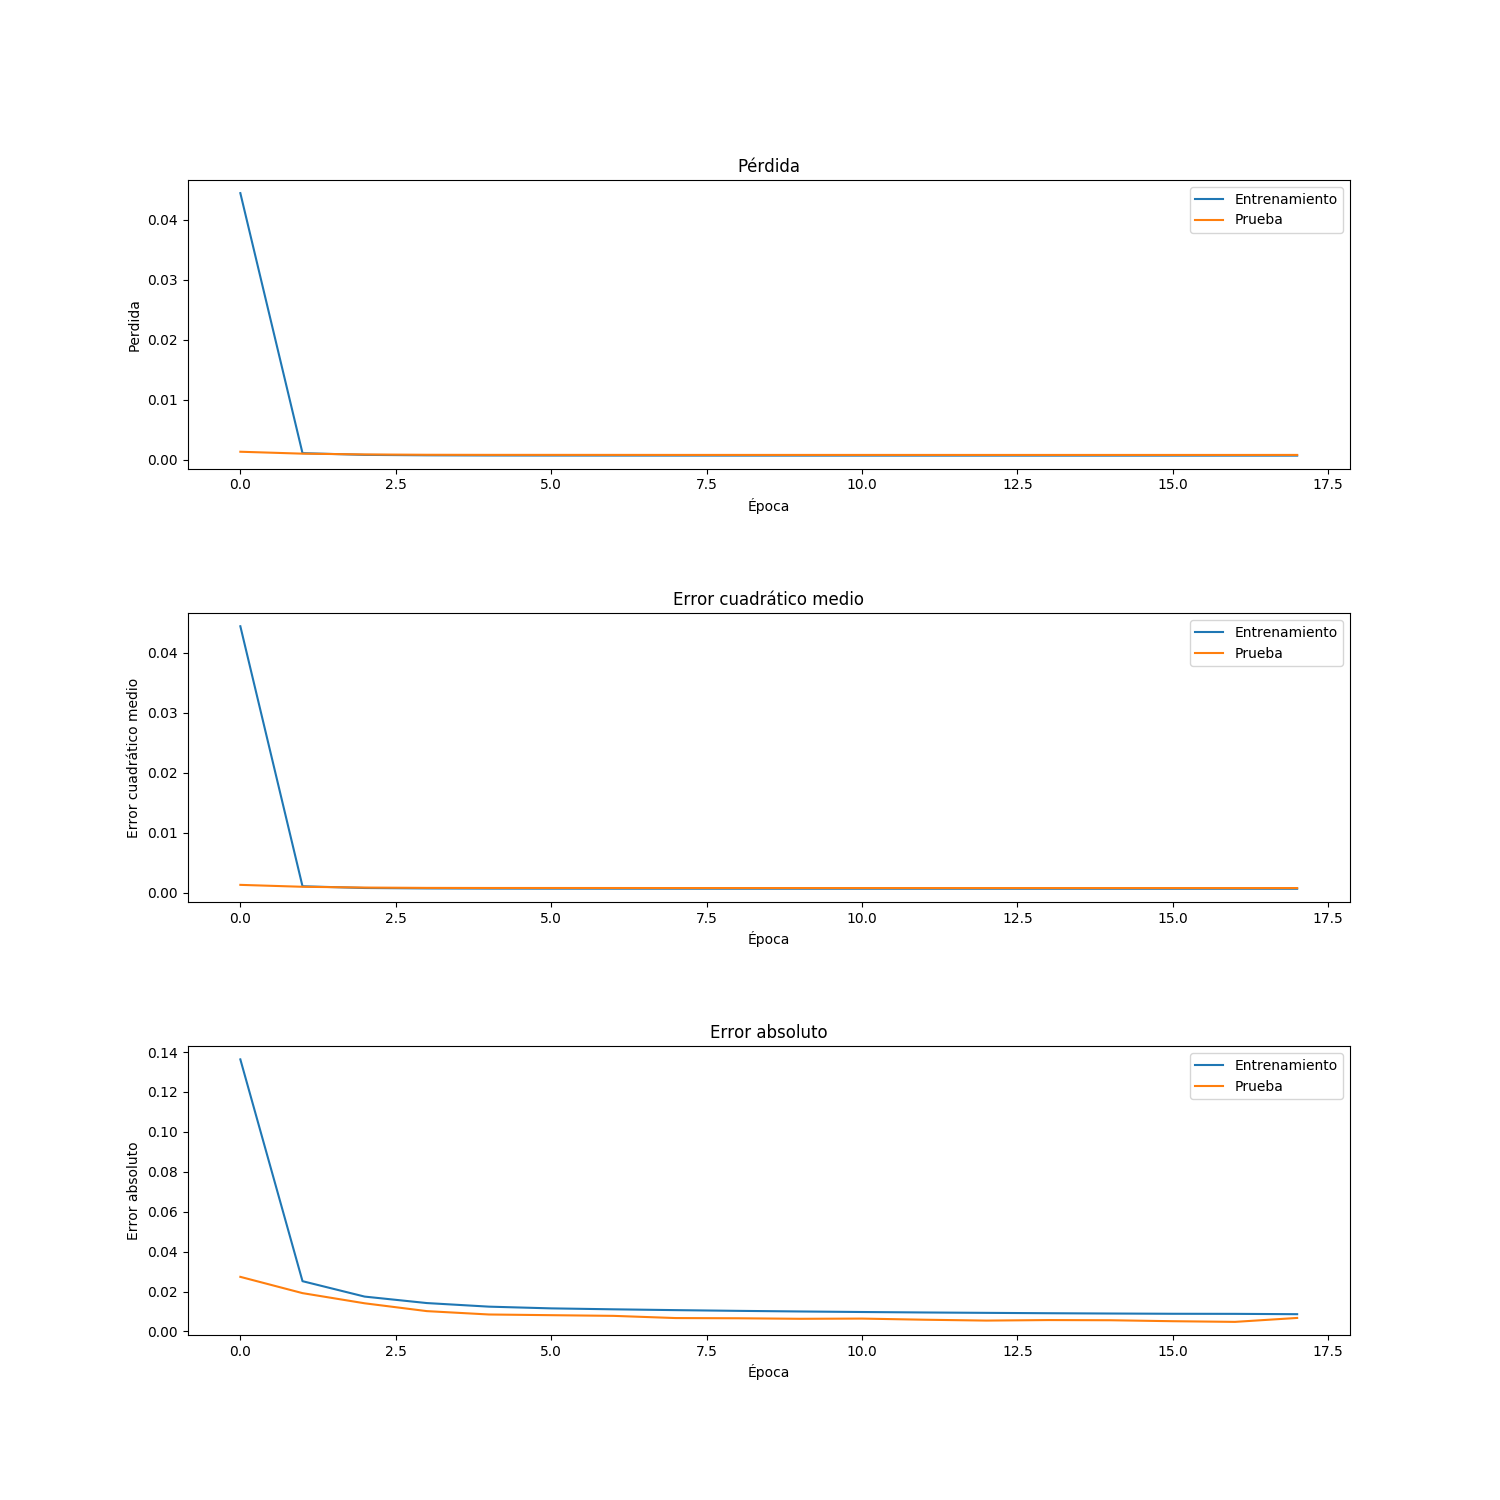 Pérdida
Perdida
0.04
0.03
0.02
0.01
0.00
Entrenamiento
Prueba
0.0 2.5 5.0 7.5 10.0 12.5 15.0 17.5
Época
Error cuadrático medio
Error cuadrático medio
0.04
0.03
0.02
0.01
0.00
Entrenamiento
Prueba
0.0 2.5 5.0 7.5 10.0 12.5 15.0 17.5
Época
Error absoluto
Error absoluto
0.14
0.12
0.10
0.08
0.06
0.04
0.02
0.00
Entrenamiento
Prueba
0.0 2.5 5.0 7.5 10.0 12.5 15.0 17.5
Época